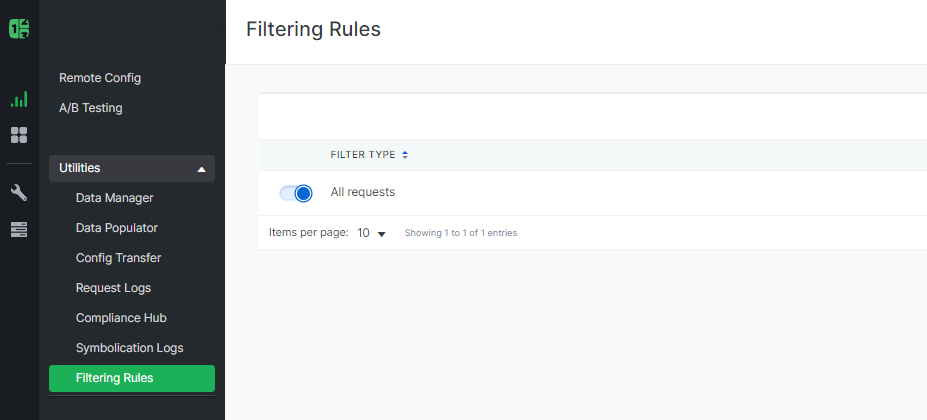 Filtering Rules
Remote Config
A/B Testing
Utilities
Data Manager
Data Populator
Config Transfer
Request Logs
Compliance Hub
Symbolication Logs
Filtering Rules
FILTER TYPE
All requests
Items per page: 10 Showing 1 to 1 of 1 entries